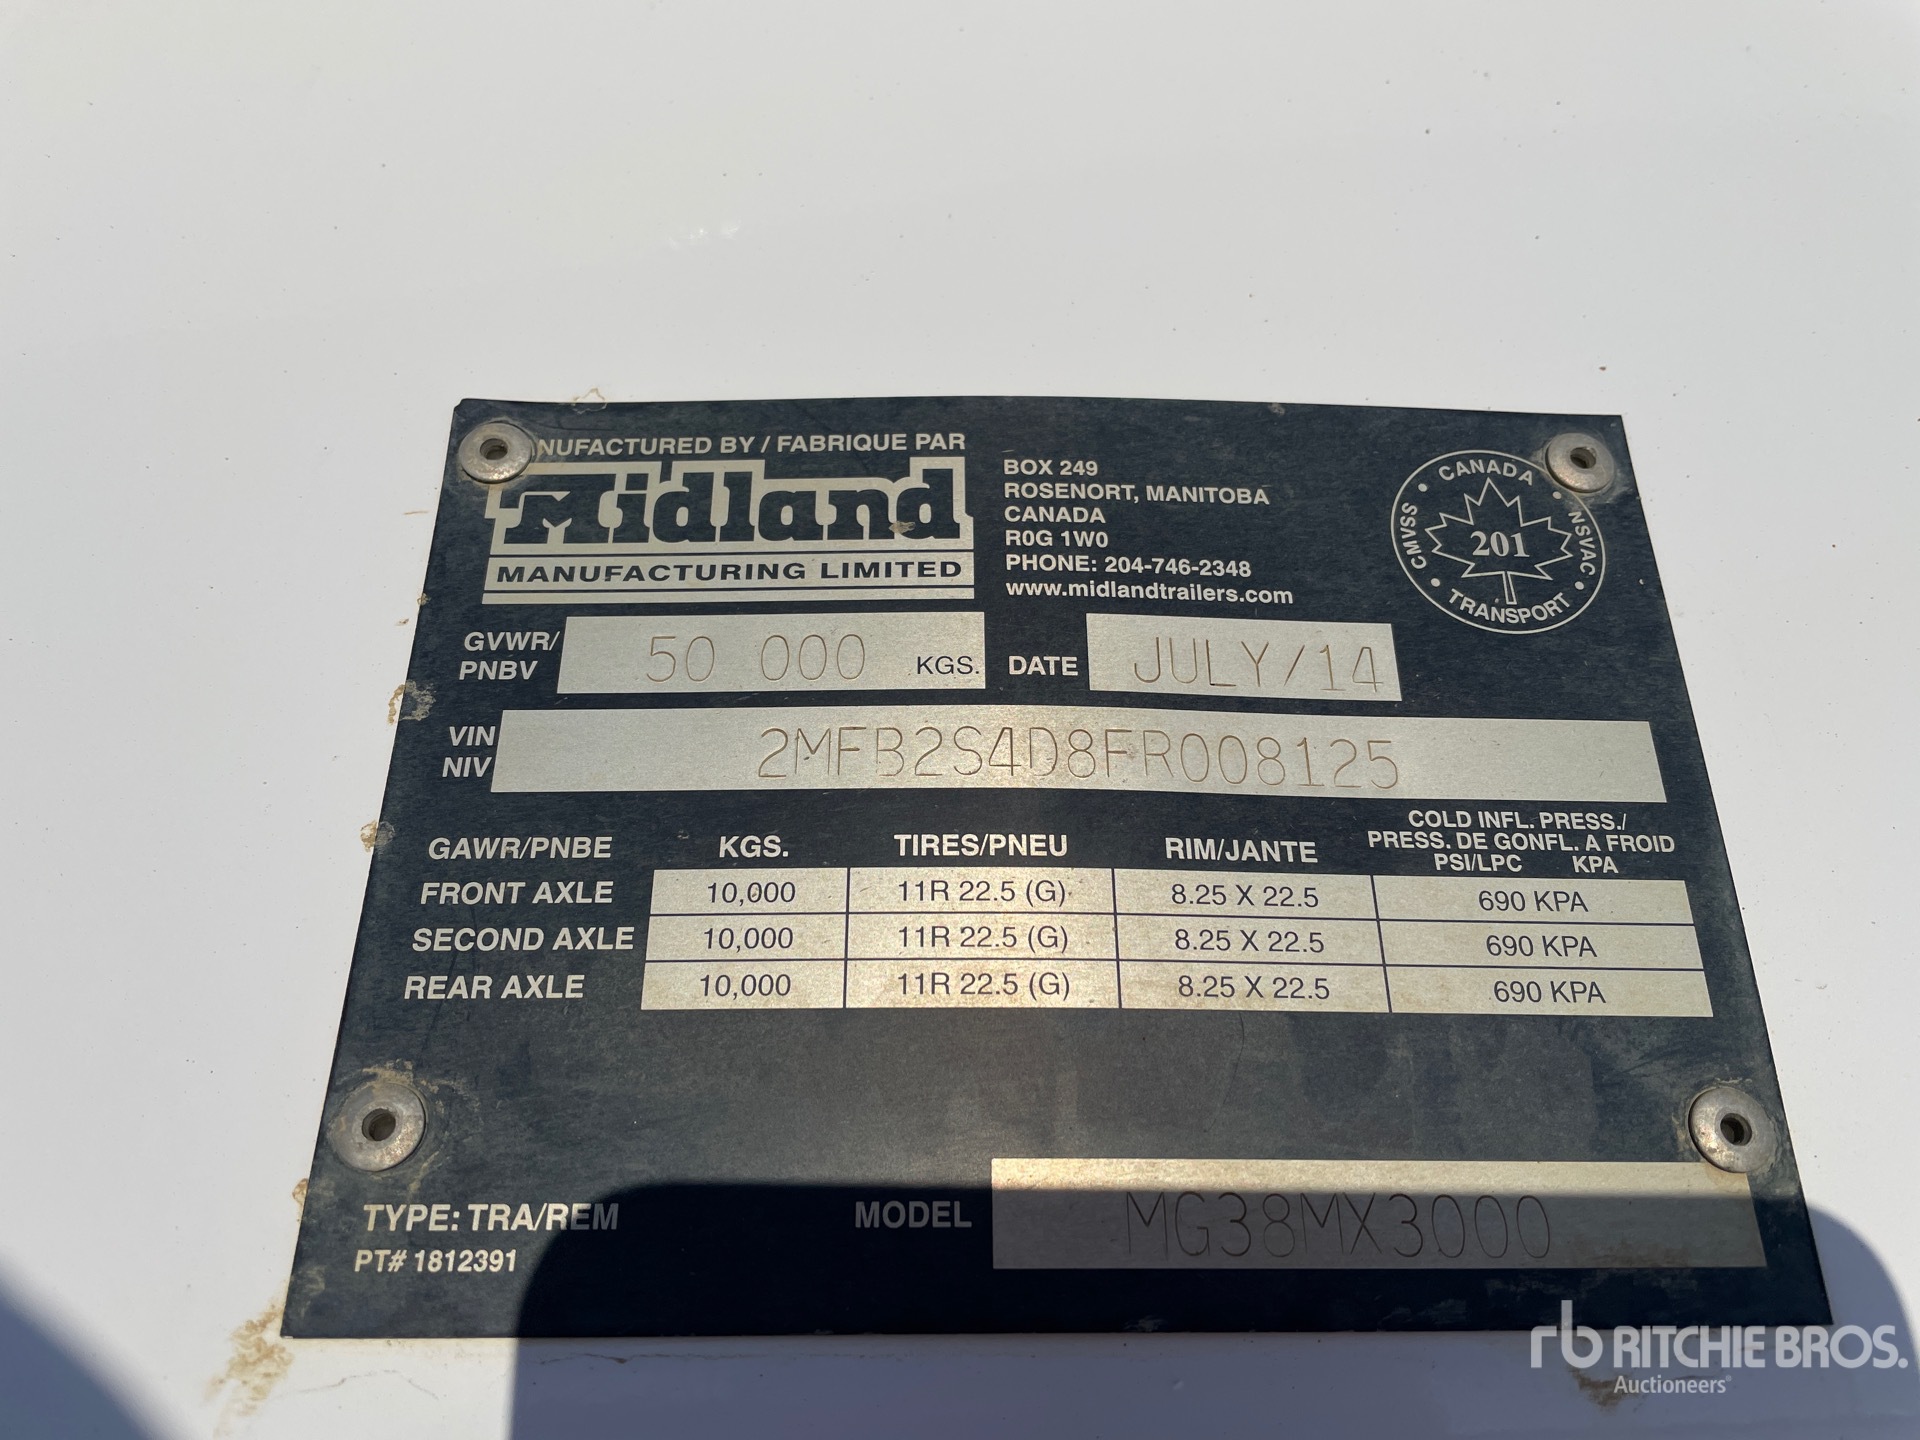 MANUFACTURED BY / FABRIQUE PAR
Midland
MANUFACTURING LIMITED
BOX 249
ROSENORT, MANITOBA
CANADA
R0G 1W0
PHONE: 204-746-2348
www.midlandtrailers.com
CANADA
TRANSPORT
CMVSS
NSVAC
201
GVWR/
PNBV
50 000 KGS.
DATE JULY/14
VIN
NIV
2MFB2S4D8FR008125
COLD INFL. PRESS./
PRESS. DE GONFL. A FROID
GAWR/PNBE KGS. TIRES/PNEU RIM/JANTE PSI/LPC KPA
FRONT AXLE 10,000 11R 22.5 (G) 8.25 X 22.5 690 KPA
SECOND AXLE 10,000 11R 22.5 (G) 8.25 X 22.5 690 KPA
REAR AXLE 10,000 11R 22.5 (G) 8.25 X 22.5 690 KPA
TYPE: TRA/REM MODEL MG38MX3000
PT# 1812391
rb RITCHIE BROS.
Auctioneers